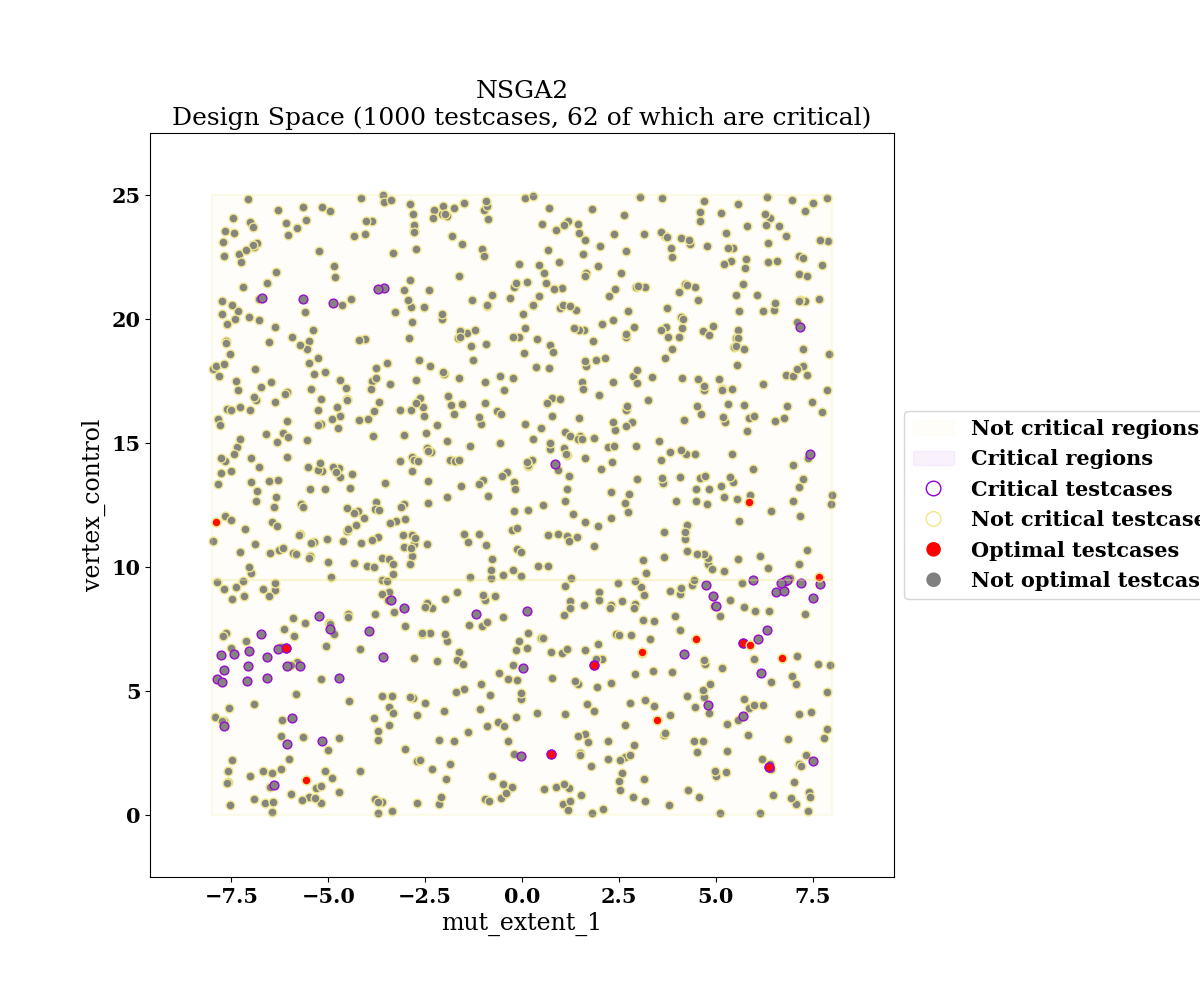 NSGA2
Design Space (1000 testcases, 62 of which are critical)
25
20
15
10
5
0
vertex_control
−7.5
−5.0
−2.5
0.0
2.5
5.0
7.5
mut_extent_1
Not critical regions
Critical regions
Critical testcases
Not critical testcase
Optimal testcases
Not optimal testcas